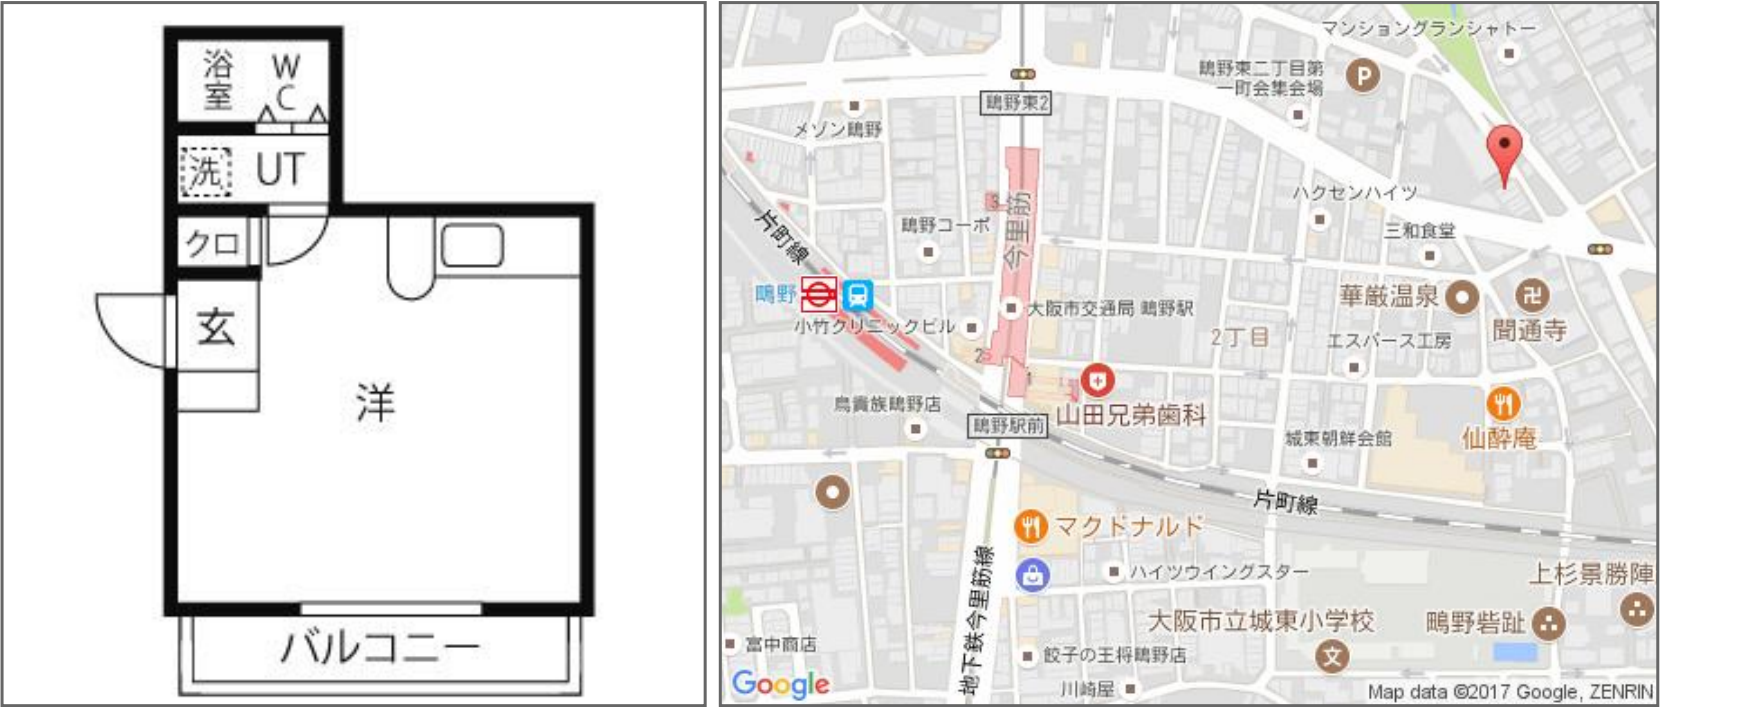 浴室
WC
洗
UT
クロ
玄
洋
バルコニー
マンショングランシャトー
鴫野東二丁目第
一町会集会場
P
鴫野東2
メゾン鴫野
ハクセンハイツ
片町線
3
今里筋
鴫野コーポ
三和食堂
鴫野
華厳温泉
大阪市交通局 鴫野駅
小竹クリニックビル
聞通寺
2丁目
エスパース工房
2
1
鳥貴族鴫野店
山田兄弟歯科
鴫野駅前
城東朝鮮会館
仙酔庵
片町線
マクドナルド
地下鉄今里筋線
ハイツウイングスター
上杉景勝陣
大阪市立城東小学校
鴫野砦趾
文
富中商店
餃子の王将鴫野店
川崎屋
Google
Map data ©2017 Google, ZENRIN